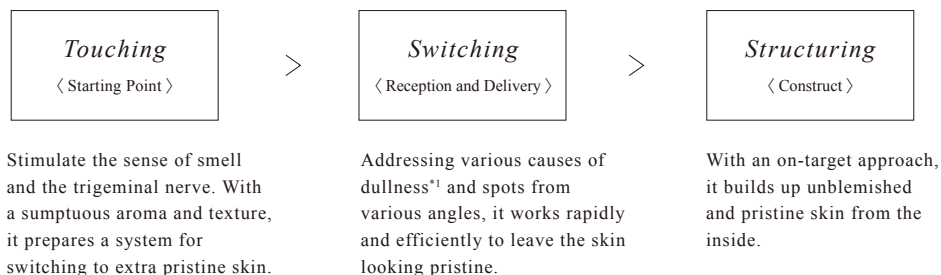 Touching
〈 Starting Point 〉
Stimulate the sense of smell
and the trigeminal nerve. With
a sumptuous aroma and texture,
it prepares a system for
switching to extra pristine skin.
>
Switching
〈 Reception and Delivery 〉
Addressing various causes of
dullness*1 and spots from
various angles, it works rapidly
and efficiently to leave the skin
looking pristine.
>
Structuring
〈 Construct 〉
With an on-target approach,
it builds up unblemished
and pristine skin from the
inside.